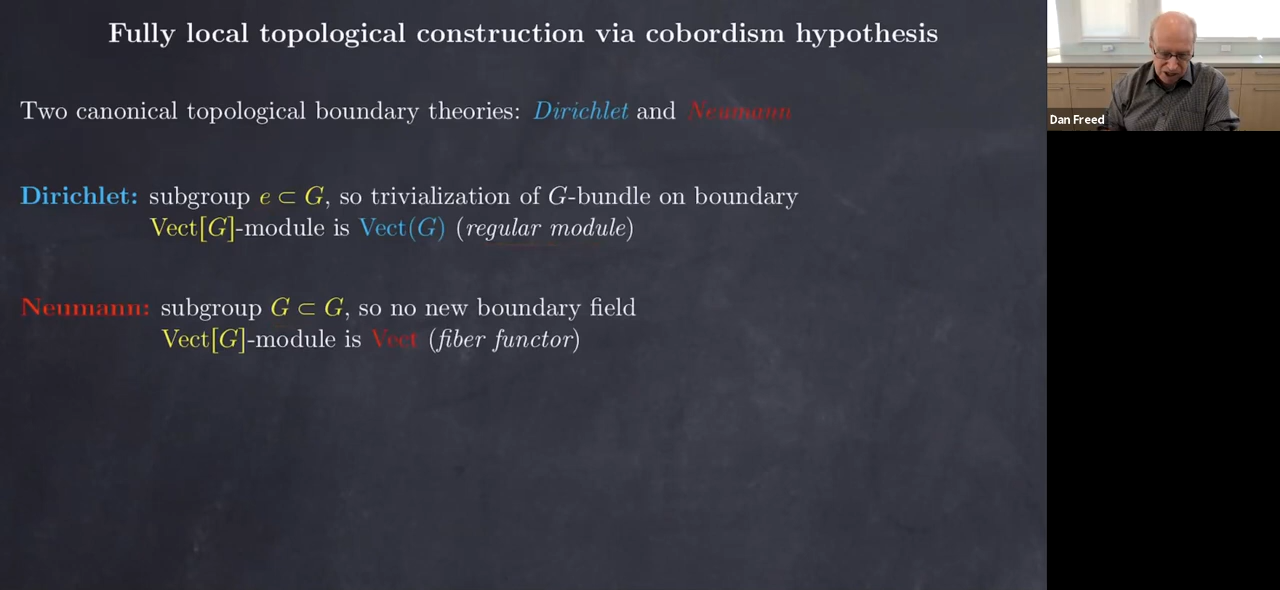 Fully local topological construction via cobordism hypothesis
Two canonical topological boundary theories: Dirichlet and Neumann
Dirichlet: subgroup e ⊂ G, so trivialization of G-bundle on boundary
Vect[G]-module is Vect(G) (regular module)
Neumann: subgroup G ⊂ G, so no new boundary field
Vect[G]-module is Vect (fiber functor)
Dan Freed